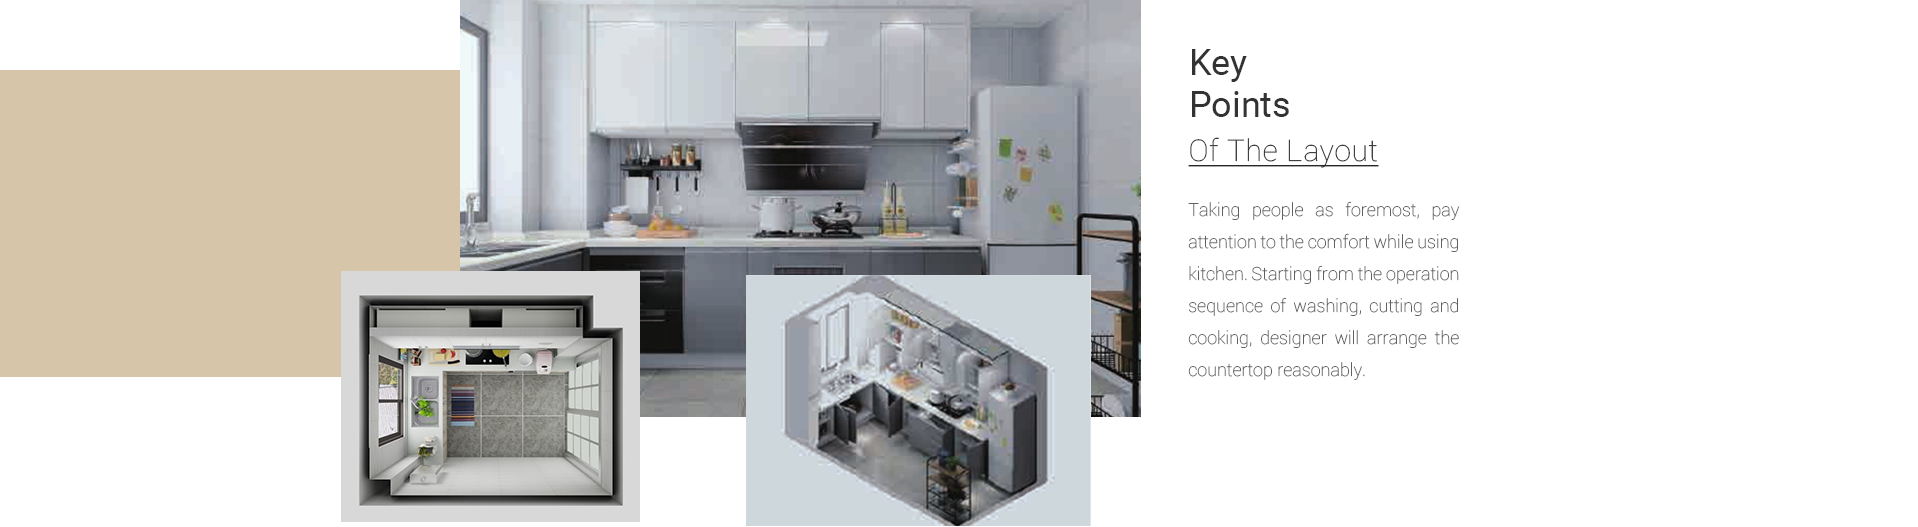 Key
Points
Of The Layout
Taking people as foremost, pay
attention to the comfort while using
kitchen. Starting from the operation
sequence of washing, cutting and
cooking, designer will arrange the
countertop reasonably.